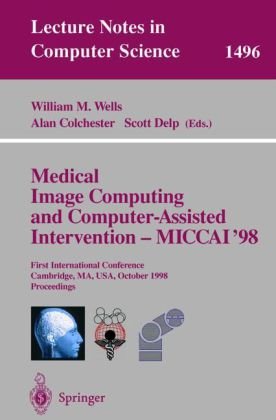 Lecture Notes in
Computer Science 1496
William M. Wells
Alan Colchester Scott Delp (Eds.)
Medical
Image Computing
and Computer-Assisted
Intervention – MICCAI '98
First International Conference
Cambridge, MA, USA, October 1998
Proceedings
Springer